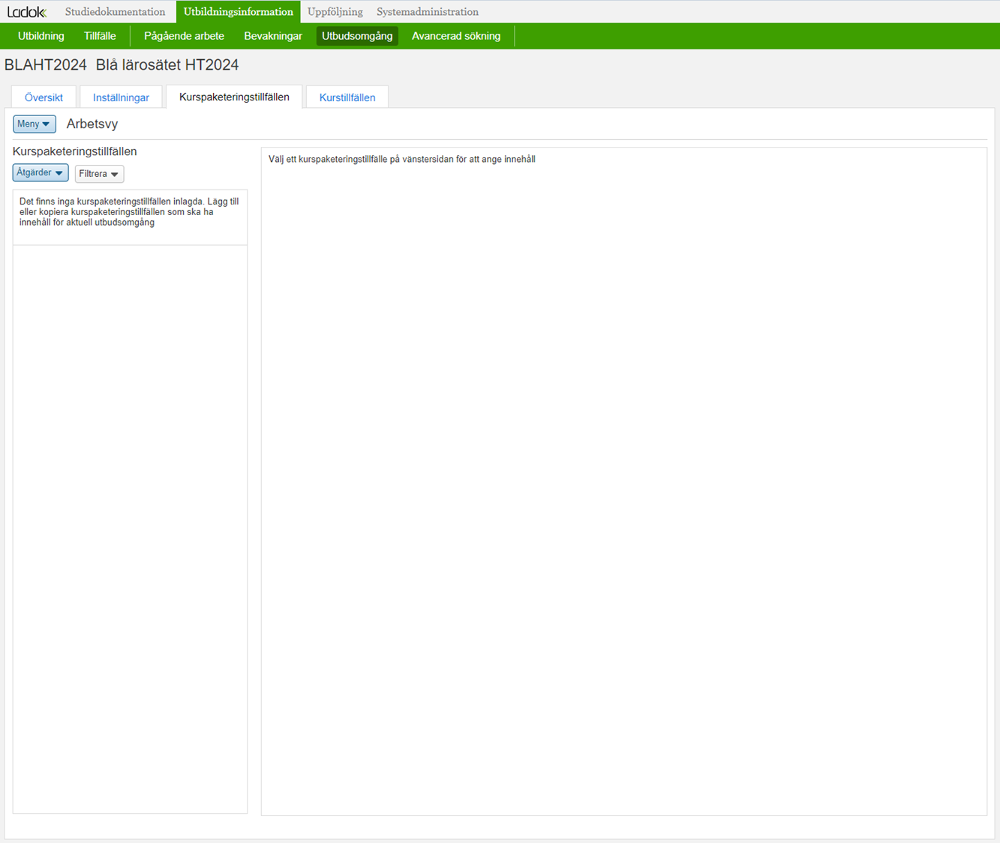 Ladok Studiedokumentation Utbildningsinformation Uppföljning Systemadministration
Utbildning Tillfälle Pågående arbete Bevakningar Utbudsomgång Avancerad sökning
BLAHT2024 Blå lärosätet HT2024
Översikt Inställningar Kurspaketeringstillfällen Kurstillfällen
Meny Arbetsvy
Kurspaketeringstillfällen
Åtgärder Filtrera
Det finns inga kurspaketeringstillfällen inlagda. Lägg till
eller kopiera kurspaketeringstillfällen som ska ha
innehåll för aktuell utbudsomgång
Välj ett kurspaketeringstillfälle på vänstersidan för att ange innehåll